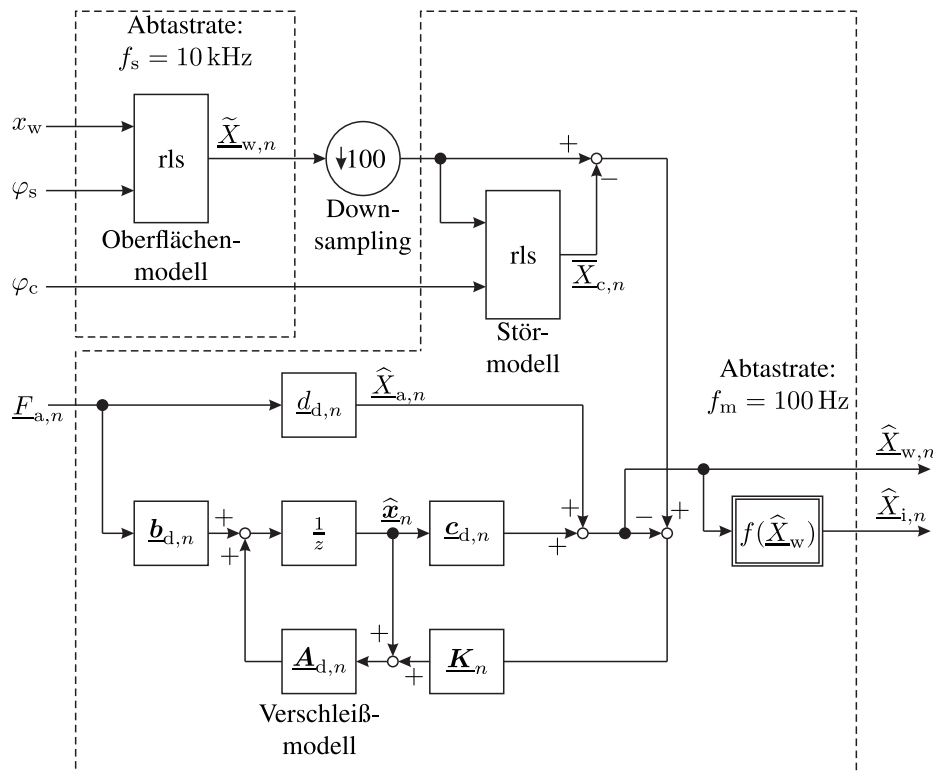 Abtastrate:
f_s = 10 kHz
x_w
rls
X̃_w,n
↓100
+
−
φ_s
Down-
sampling
Oberflächen-
modell
rls
X̅_c,n
φ_c
Stör-
modell
Abtastrate:
f_m = 100 Hz
F_a,n
d_d,n
X̂_a,n
X̂_w,n
b_d,n
+
+
1/z
x̂_n
c_d,n
+
+
−
+
f(X̂_w)
X̂_i,n
A_d,n
+
+
K_n
Verschleiß-
modell